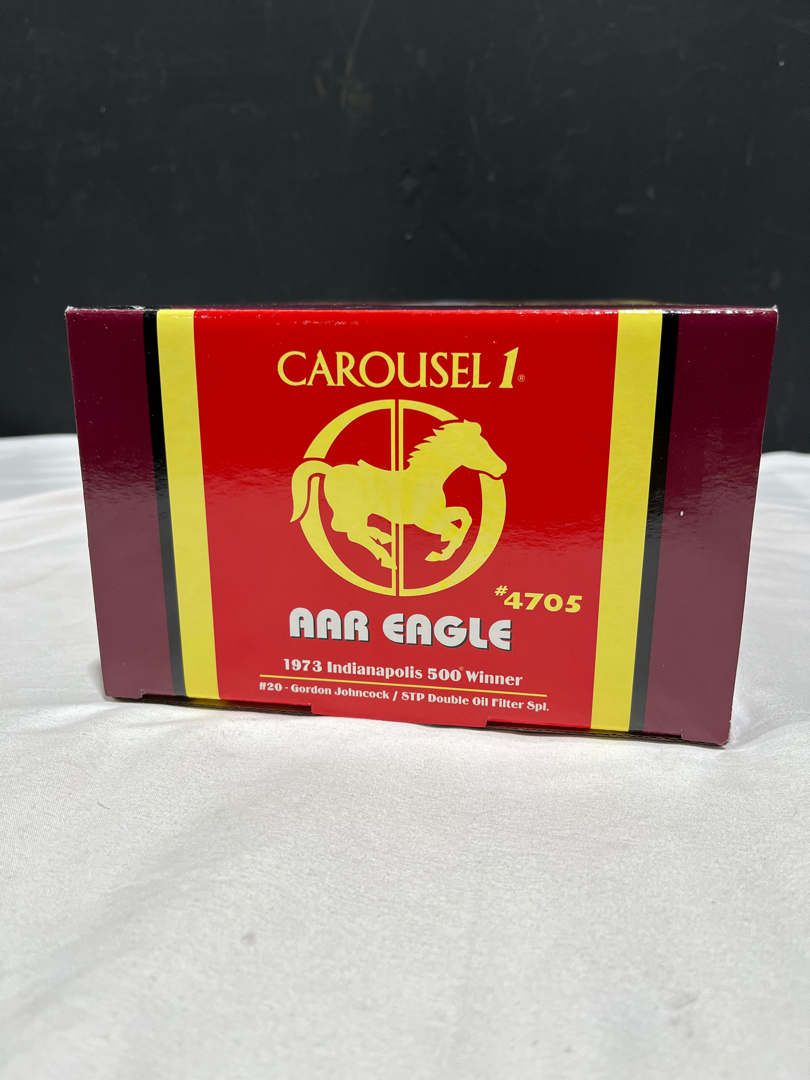 CAROUSEL 1®
#4705
AAR EAGLE
1973 Indianapolis 500® Winner
#20 - Gordon Johncock / STP Double Oil Filter Spl.